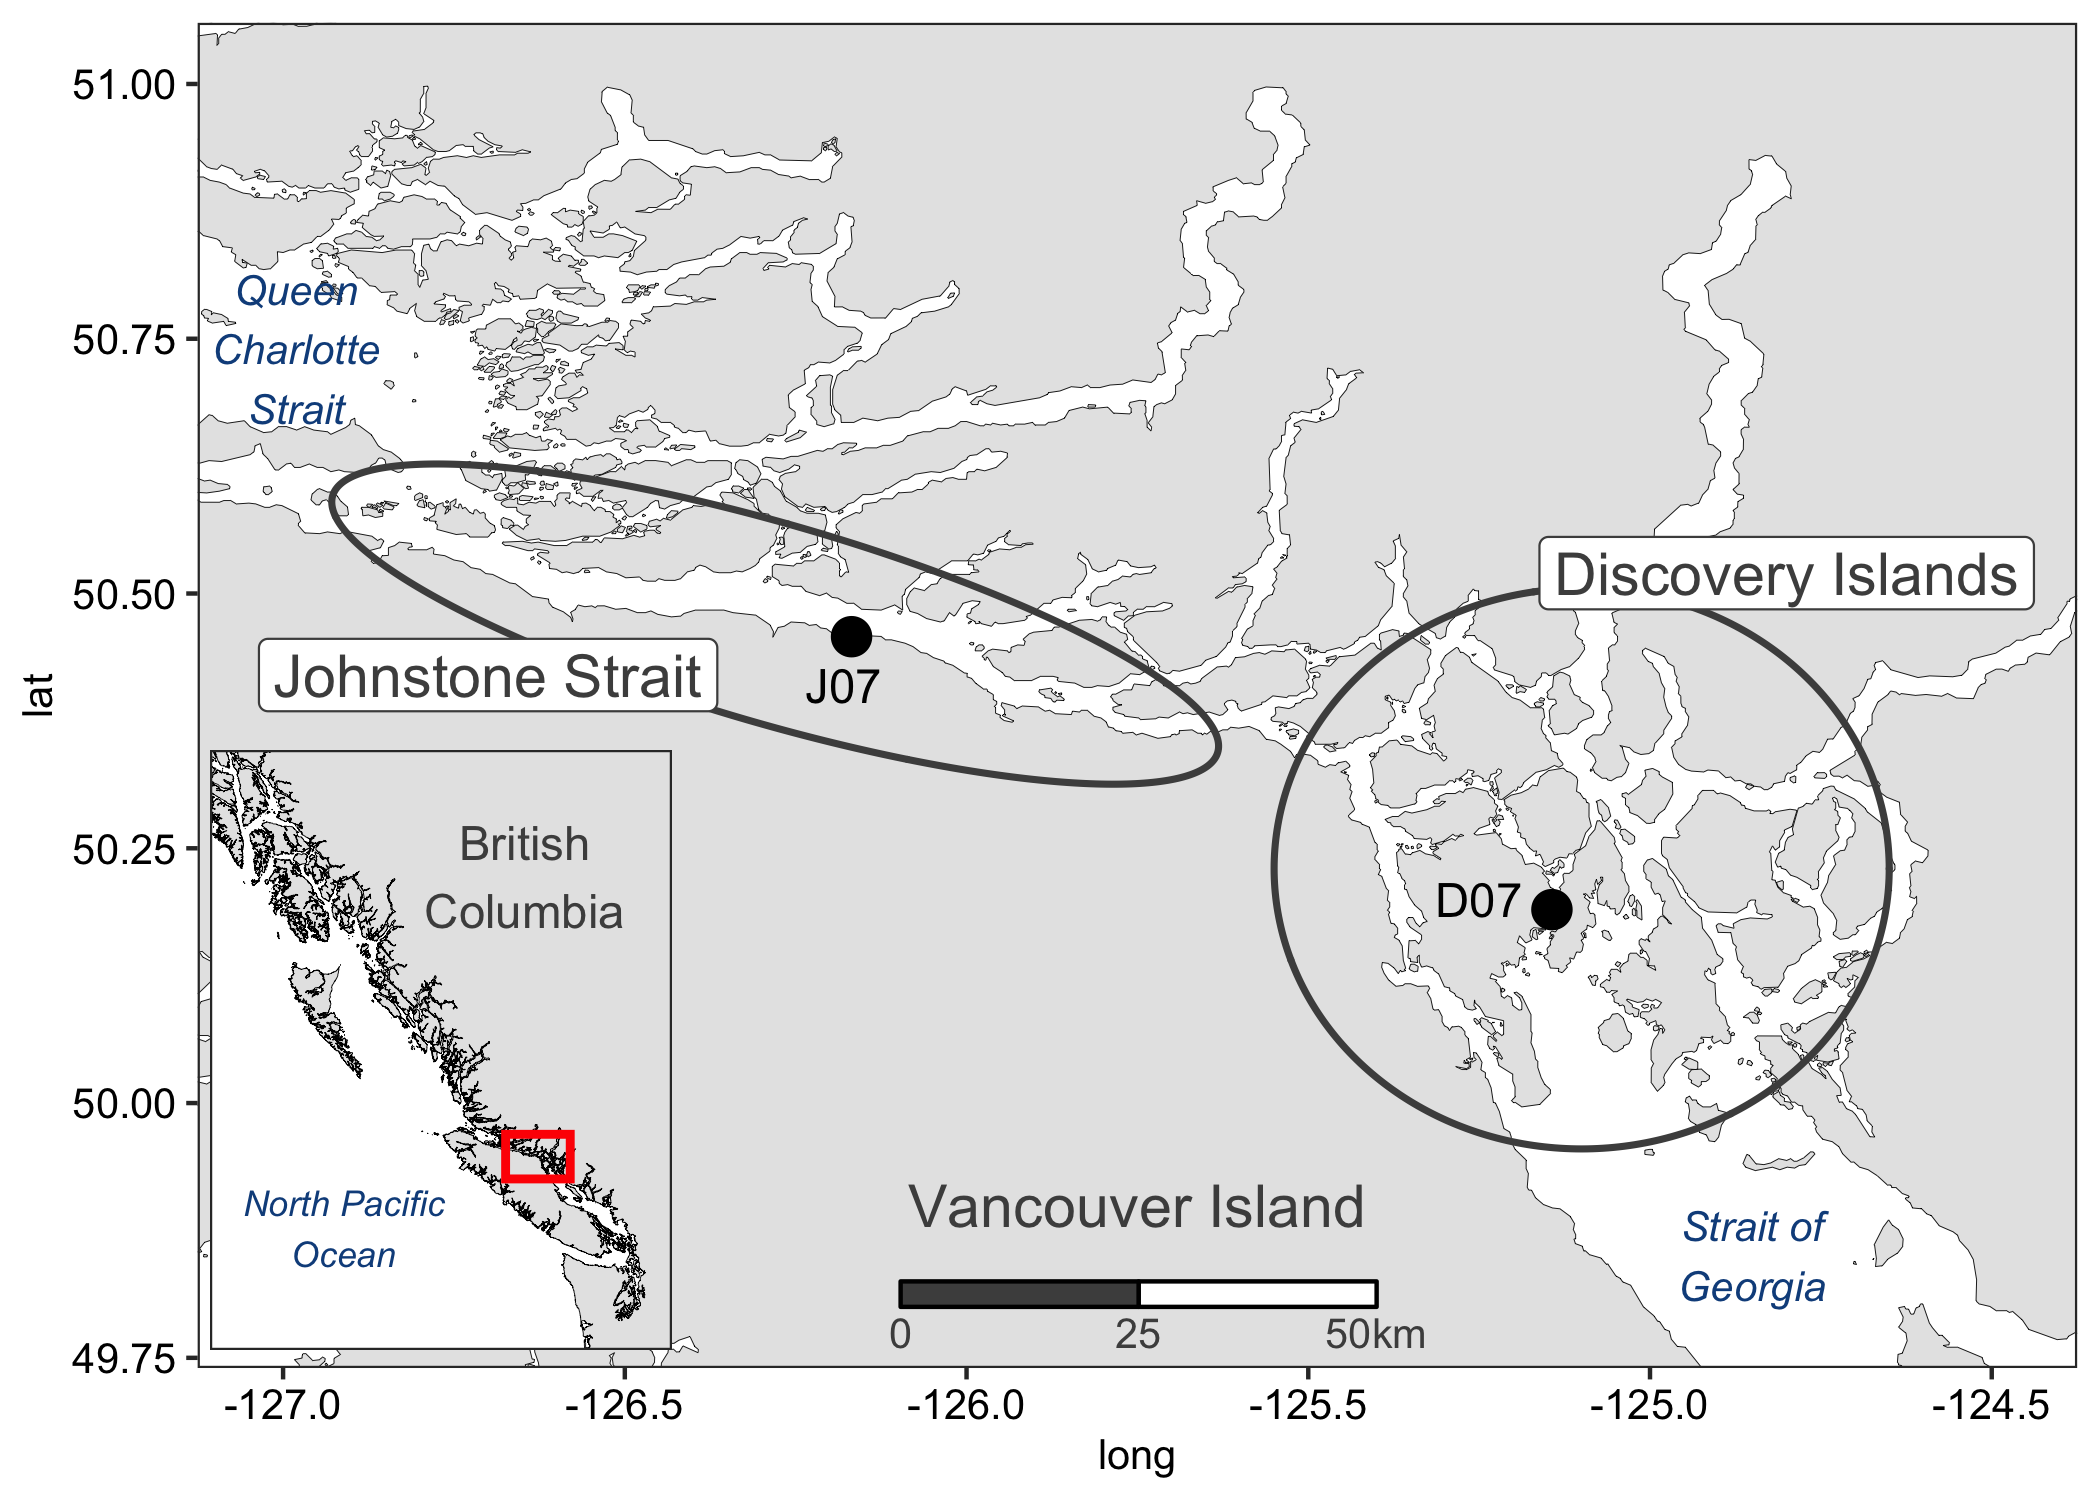 51.00
50.75
50.50
50.25
50.00
49.75
lat
Queen
Charlotte
Strait
Discovery Islands
Johnstone Strait
J07
D07
British
Columbia
North Pacific
Ocean
Vancouver Island
0 25 50km
Strait of
Georgia
-127.0 -126.5 -126.0 -125.5 -125.0 -124.5
long